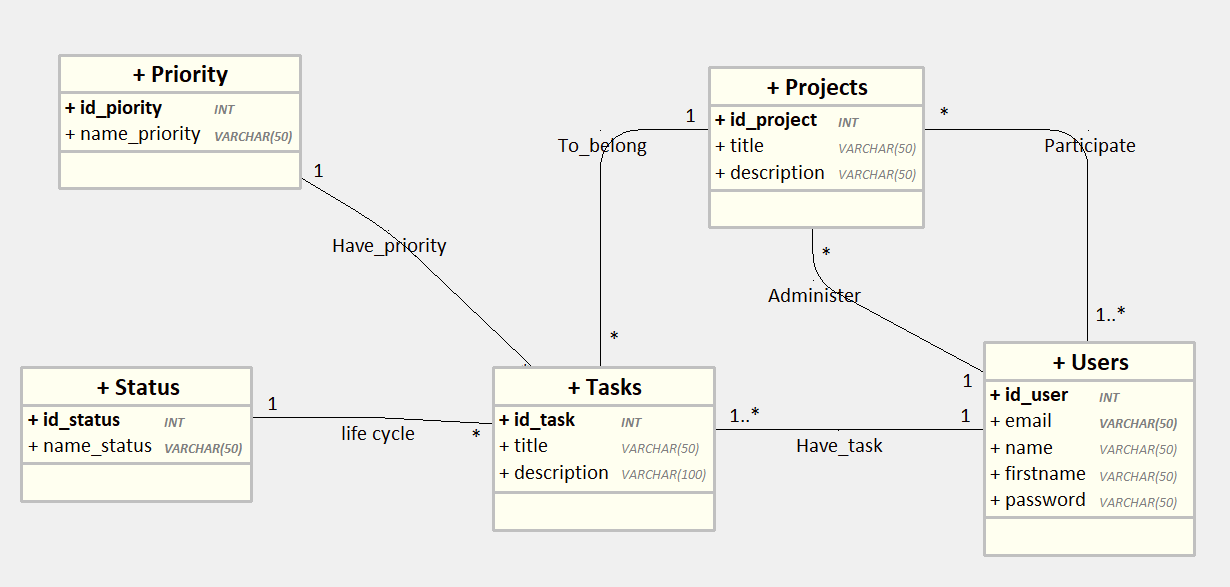 + Priority
+ id_piority INT
+ name_priority VARCHAR(50)
1
Have_priority
+ Projects
+ id_project INT
+ title VARCHAR(50)
+ description VARCHAR(50)
1
To_belong
*
*
Participate
1..*
*
Administer
1
+ Status
+ id_status INT
+ name_status VARCHAR(50)
1
life cycle
*
+ Tasks
+ id_task INT
+ title VARCHAR(50)
+ description VARCHAR(100)
1..*
Have_task
1
+ Users
+ id_user INT
+ email VARCHAR(50)
+ name VARCHAR(50)
+ firstname VARCHAR(50)
+ password VARCHAR(50)